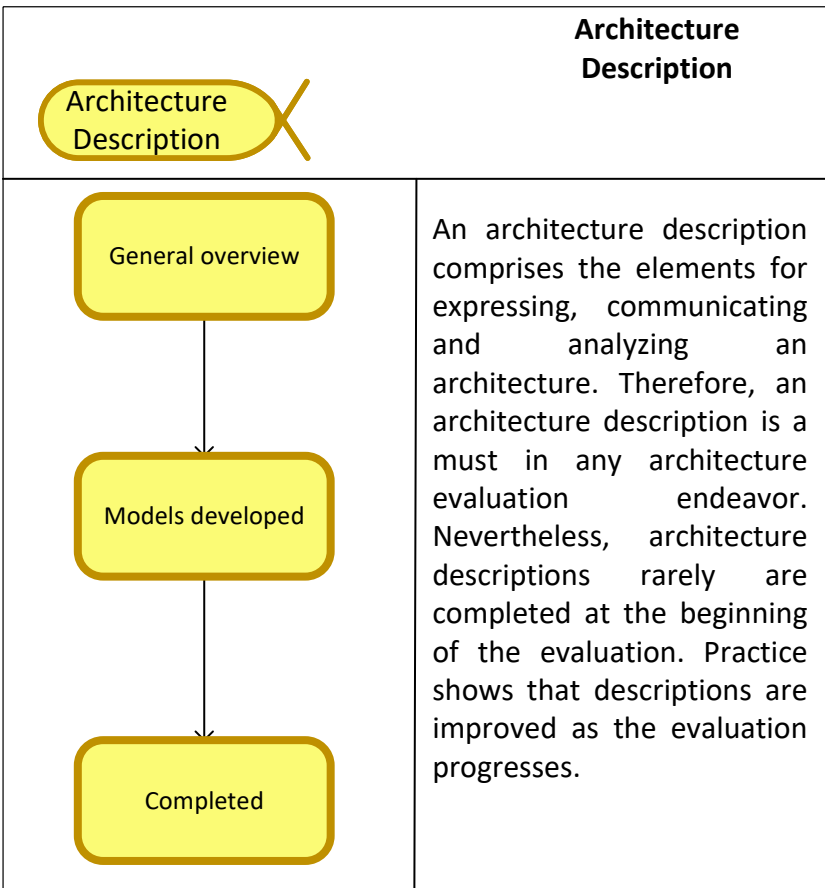 Architecture
Description
Architecture
Description
General overview
Models developed
Completed
An architecture description
comprises the elements for
expressing, communicating
and analyzing an
architecture. Therefore, an
architecture description is a
must in any architecture
evaluation endeavor.
Nevertheless, architecture
descriptions rarely are
completed at the beginning
of the evaluation. Practice
shows that descriptions are
improved as the evaluation
progresses.